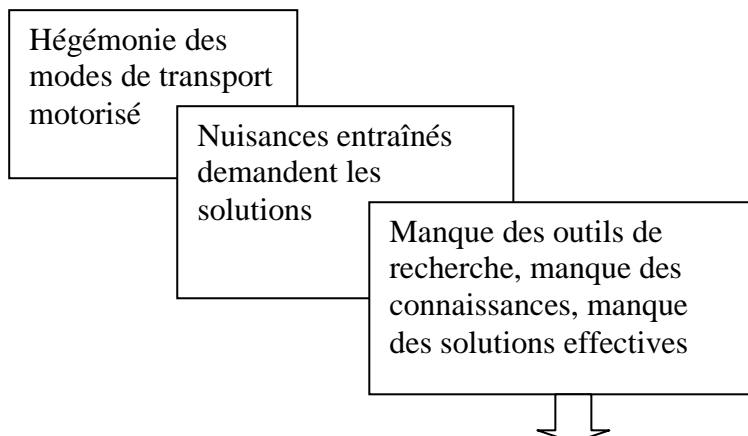 Hégémonie des
modes de transport
motorisé
Nuisances entraînés
demandent les
solutions
Manque des outils de
recherche, manque des
connaissances, manque
des solutions effectives